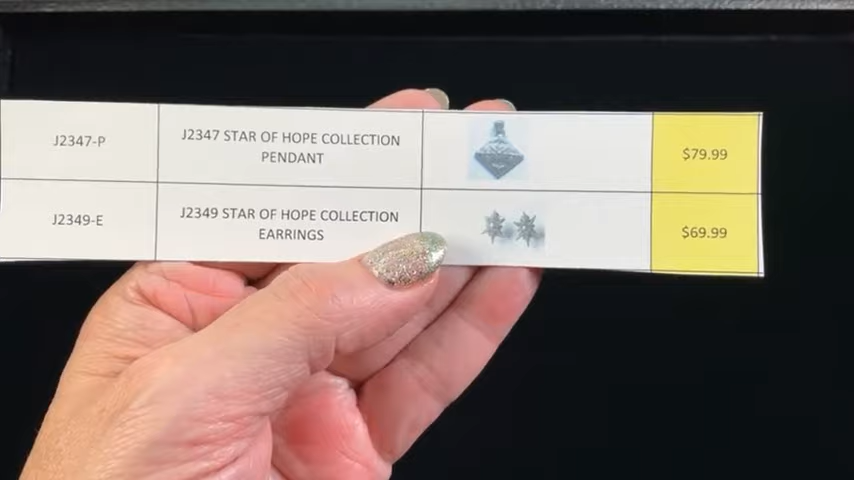 J2347-P
J2347 STAR OF HOPE COLLECTION
PENDANT
$79.99
J2349-E
J2349 STAR OF HOPE COLLECTION
EARRINGS
$69.99